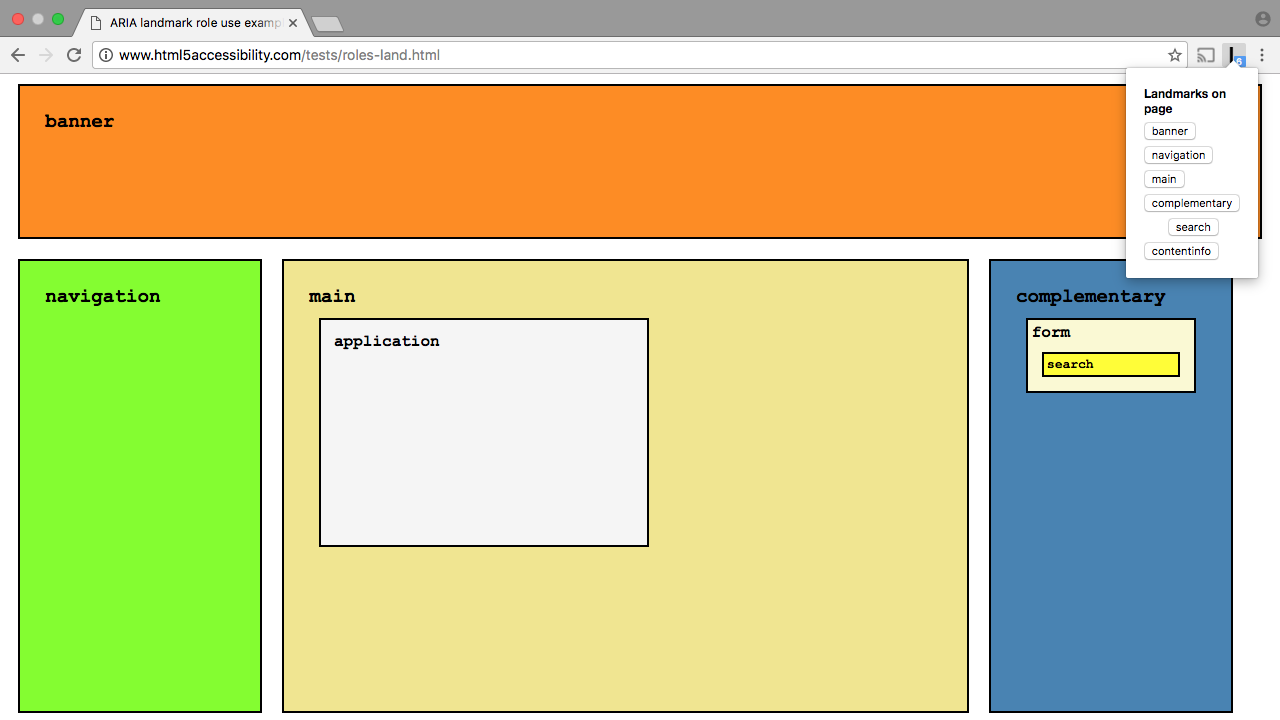 ARIA landmark role use examp
www.html5accessibility.com/tests/roles-land.html
6
Landmarks on
page
banner
navigation
main
complementary
search
contentinfo
banner
navigation
main
application
complementary
form
search